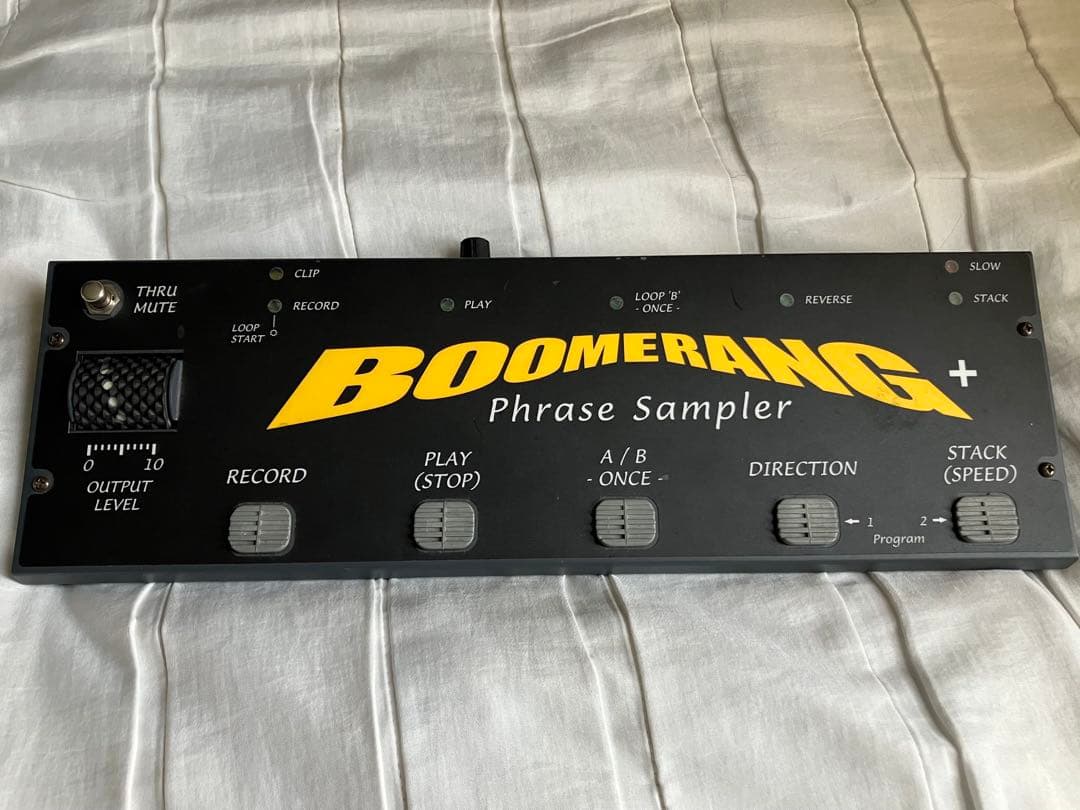 THRU
MUTE
CLIP
RECORD
LOOP
START
PLAY
LOOP 'B'
- ONCE -
REVERSE
SLOW
STACK
BOOMERANG +
Phrase Sampler
0 10
OUTPUT
LEVEL
RECORD
PLAY
(STOP)
A / B
- ONCE -
DIRECTION
STACK
(SPEED)
1 2
Program